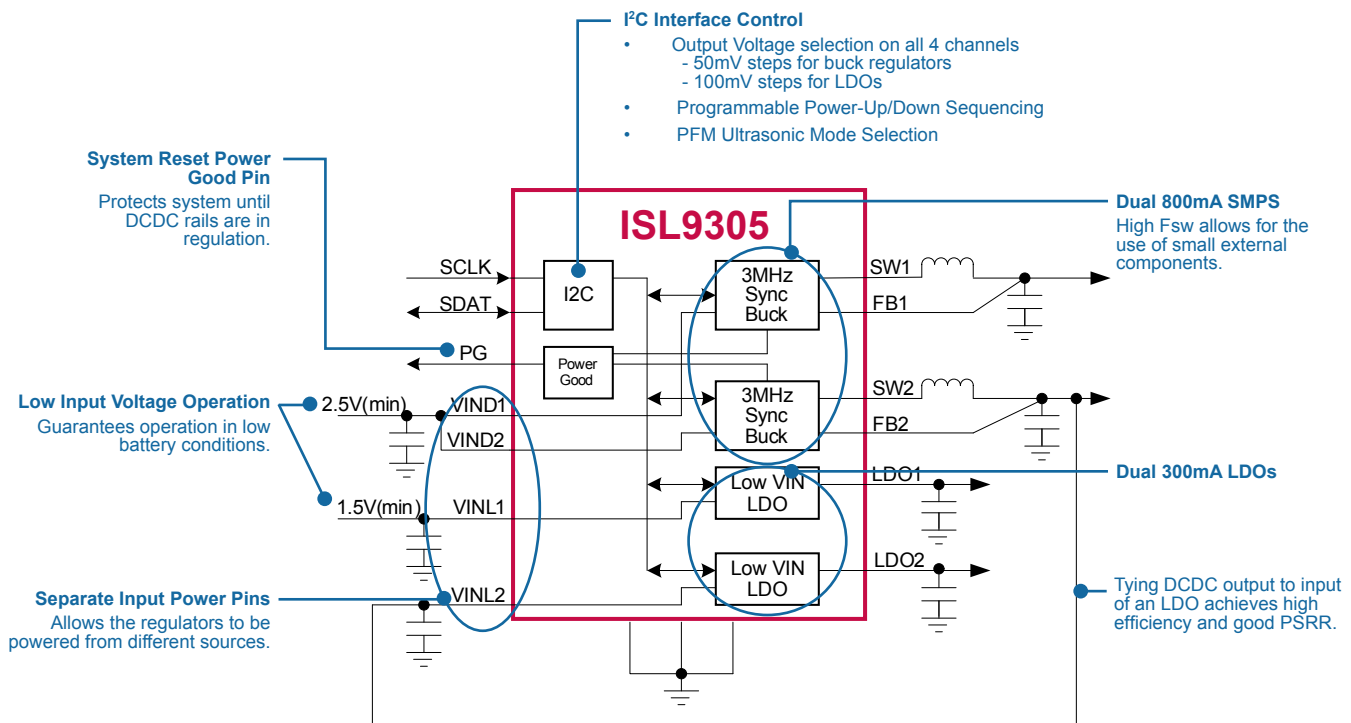 I²C Interface Control
• Output Voltage selection on all 4 channels
- 50mV steps for buck regulators
- 100mV steps for LDOs
• Programmable Power-Up/Down Sequencing
• PFM Ultrasonic Mode Selection
System Reset Power
Good Pin
Protects system until
DCDC rails are in
regulation.
ISL9305
Dual 800mA SMPS
High Fsw allows for the
use of small external
components.
SCLK
SDAT
I2C
3MHz
Sync
Buck
SW1
FB1
PG
Power
Good
Low Input Voltage Operation
Guarantees operation in low
battery conditions.
2.5V(min)
VIND1
VIND2
3MHz
Sync
Buck
SW2
FB2
1.5V(min)
VINL1
Low VIN
LDO
LDO1
Dual 300mA LDOs
Separate Input Power Pins
Allows the regulators to be
powered from different sources.
VINL2
Low VIN
LDO
LDO2
Tying DCDC output to input
of an LDO achieves high
efficiency and good PSRR.